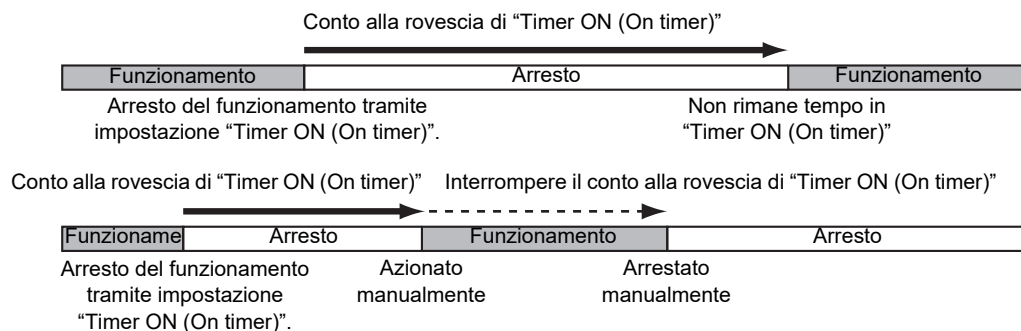 Conto alla rovescia di “Timer ON (On timer)”
Funzionamento Arresto Funzionamento
Arresto del funzionamento tramite
impostazione “Timer ON (On timer)”.
Non rimane tempo in
“Timer ON (On timer)”
Conto alla rovescia di “Timer ON (On timer)” Interrompere il conto alla rovescia di “Timer ON (On timer)”
Funzioname Arresto Funzionamento Arresto
Arresto del funzionamento
tramite impostazione
“Timer ON (On timer)”.
Azionato
manualmente
Arrestato
manualmente